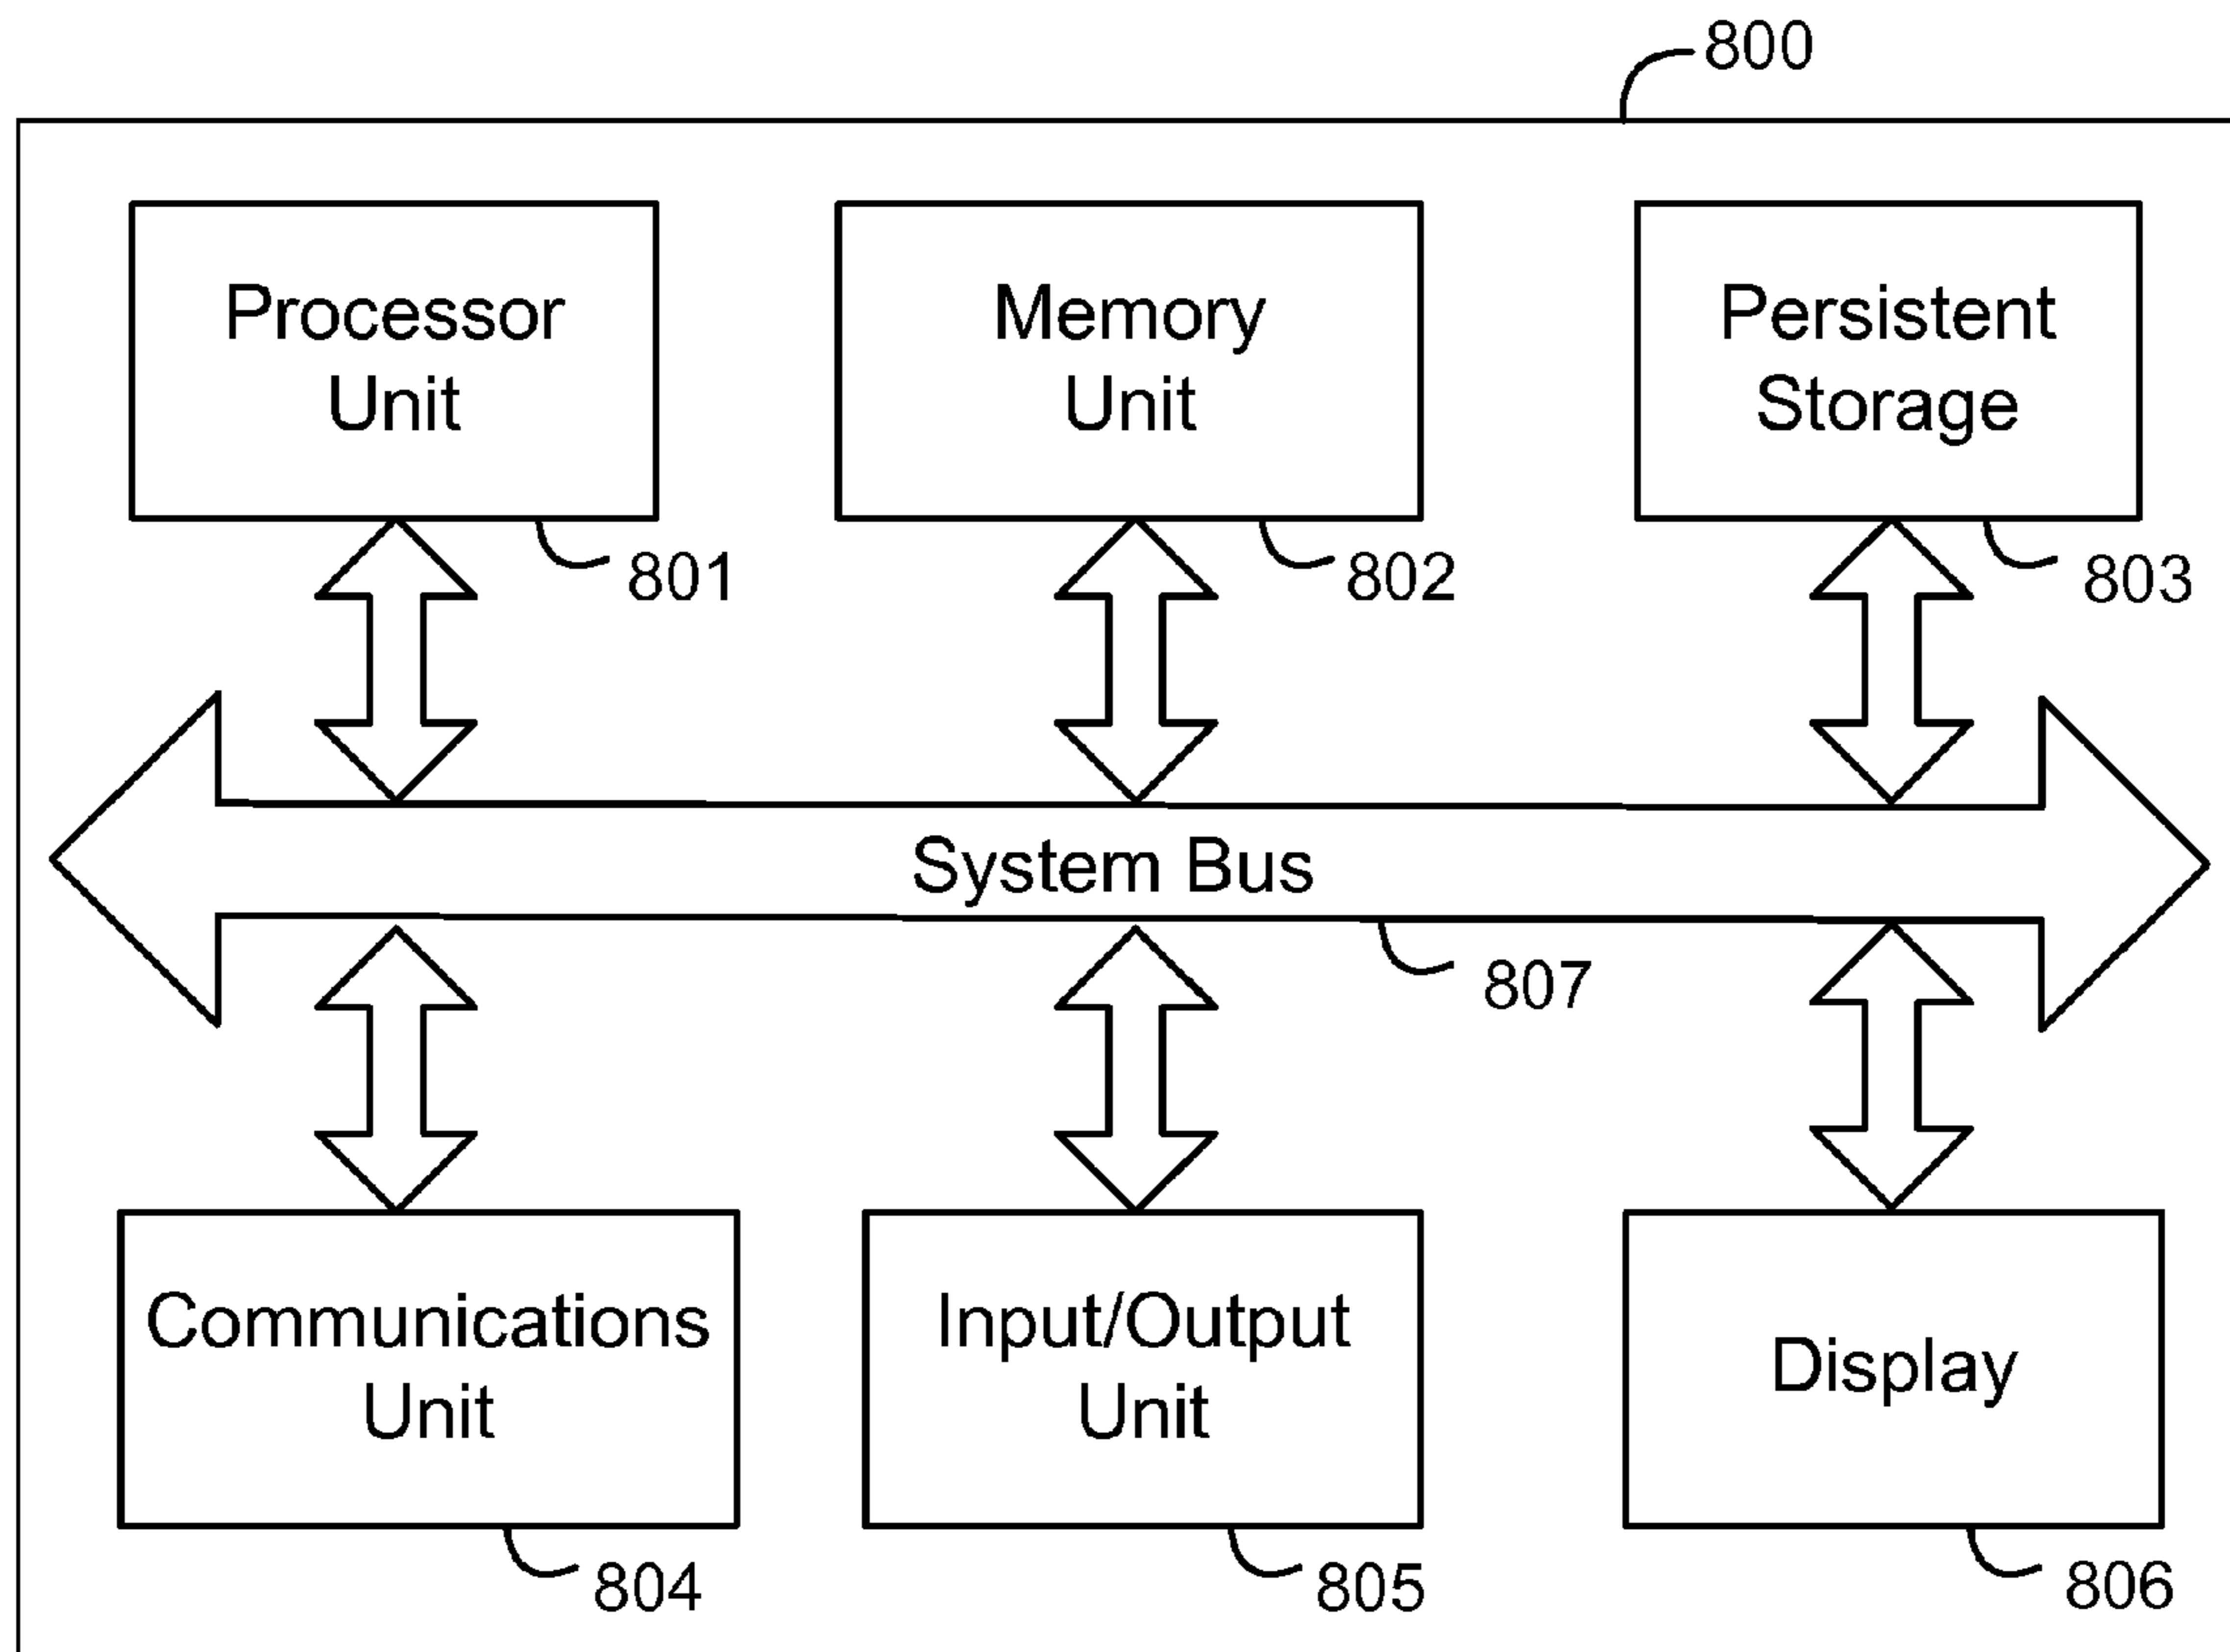 800
Processor
Unit
Memory
Unit
Persistent
Storage
801
802
803
System Bus
807
Communications
Unit
Input/Output
Unit
Display
804
805
806